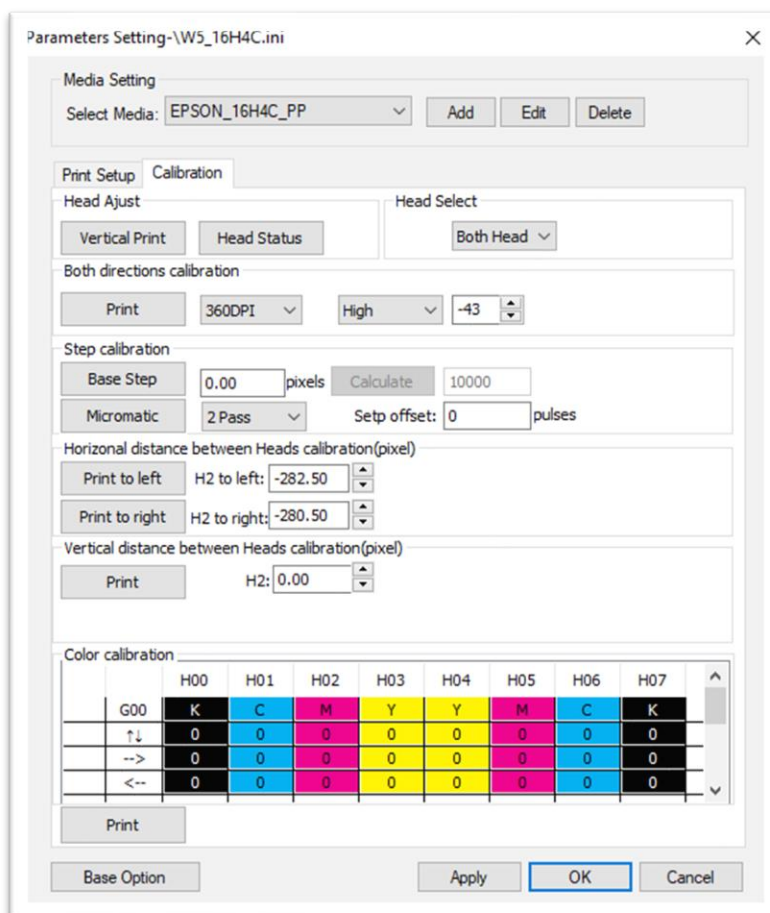 Parameters Setting-\W5_16H4C.ini
Media Setting
Select Media: EPSON_16H4C_PP Add Edit Delete
Print Setup Calibration
Head Ajust Head Select
Vertical Print Head Status Both Head
Both directions calibration
Print 360DPI High -43
Step calibration
Base Step 0.00 pixels Calculate 10000
Micromatic 2 Pass Setp offset: 0 pulses
Horizonal distance between Heads calibration(pixel)
Print to left H2 to left: -282.50
Print to right H2 to right: -280.50
Vertical distance between Heads calibration(pixel)
Print H2: 0.00
Color calibration
H00 H01 H02 H03 H04 H05 H06 H07
G00 K C M Y Y M C K
↑↓ 0 0 0 0 0 0 0 0
--> 0 0 0 0 0 0 0 0
<-- 0 0 0 0 0 0 0 0
Print
Base Option Apply OK Cancel